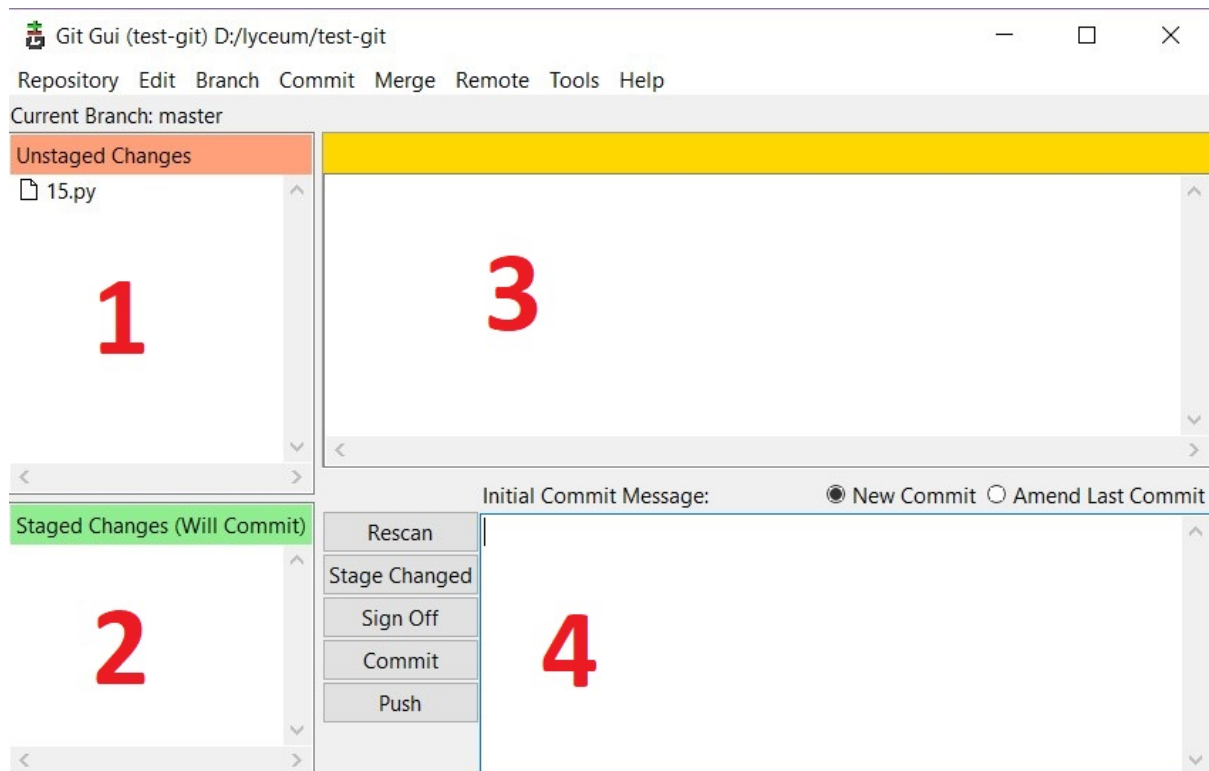 Git Gui (test-git) D:/lyceum/test-git
Repository Edit Branch Commit Merge Remote Tools Help
Current Branch: master
Unstaged Changes
15.py
1
3
Initial Commit Message:
New Commit
Amend Last Commit
Staged Changes (Will Commit)
2
Rescan
Stage Changed
Sign Off
Commit
Push
4